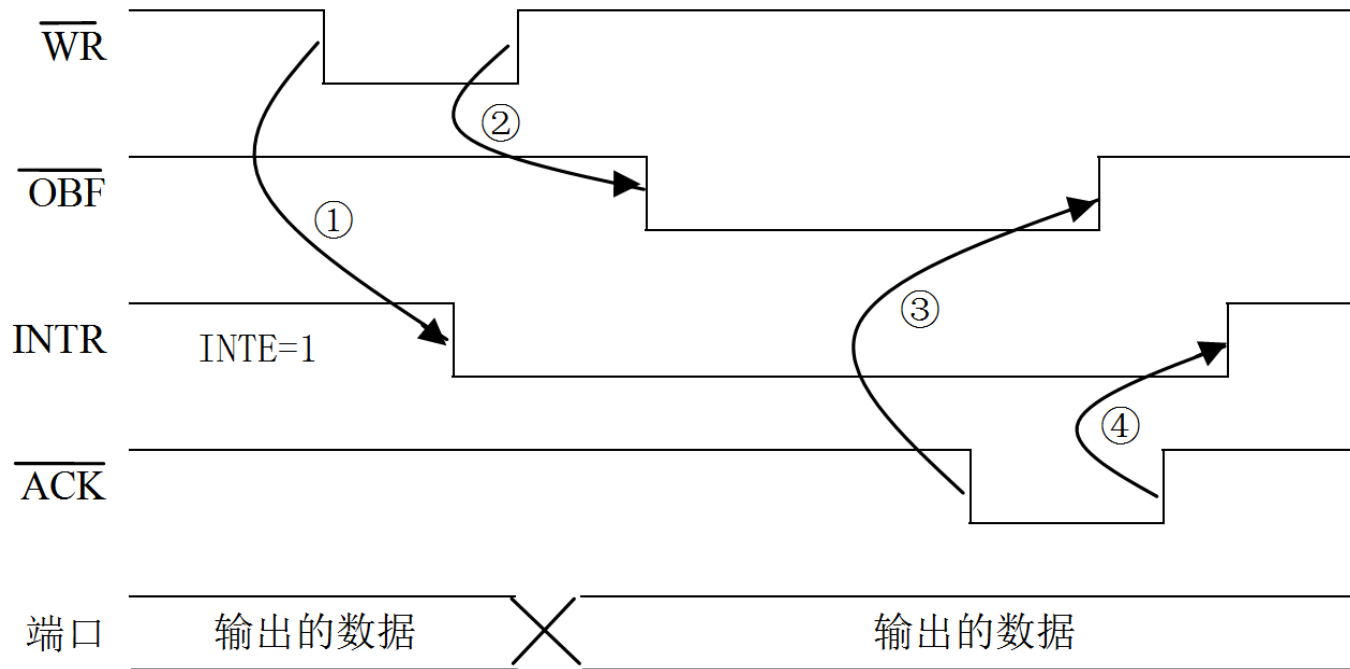 WR
②
OBF
①
INTR
INTE=1
③
④
ACK
端口
输出的数据
输出的数据